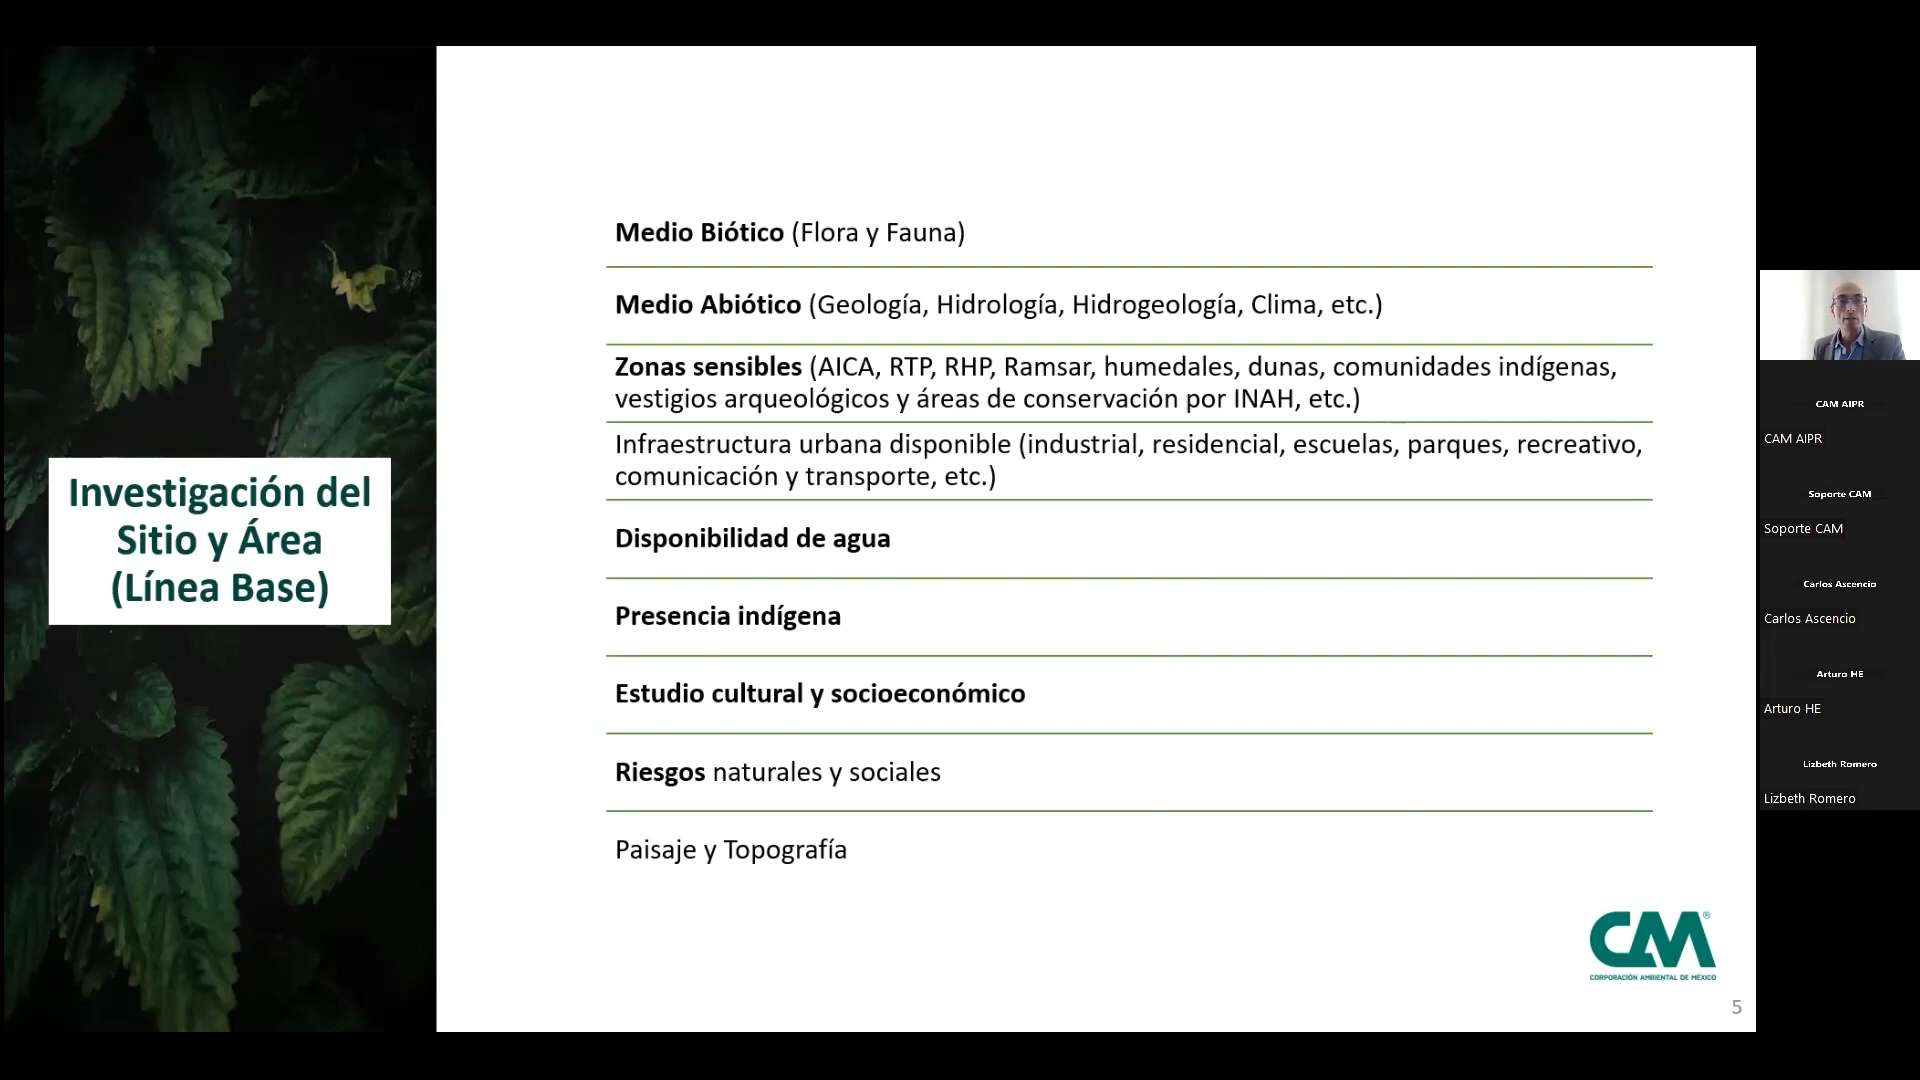 Investigación del
Sitio y Área
(Línea Base)
Medio Biótico (Flora y Fauna)
Medio Abiótico (Geología, Hidrología, Hidrogeología, Clima, etc.)
Zonas sensibles (AICA, RTP, RHP, Ramsar, humedales, dunas, comunidades indígenas,
vestigios arqueológicos y áreas de conservación por INAH, etc.)
Infraestructura urbana disponible (industrial, residencial, escuelas, parques, recreativo,
comunicación y transporte, etc.)
Disponibilidad de agua
Presencia indígena
Estudio cultural y socioeconómico
Riesgos naturales y sociales
Paisaje y Topografía
CAM®
CORPORACIÓN AMBIENTAL DE MÉXICO
5
CAM AIPR
CAM AIPR
Soporte CAM
Soporte CAM
Carlos Ascencio
Carlos Ascencio
Arturo HE
Arturo HE
Lizbeth Romero
Lizbeth Romero